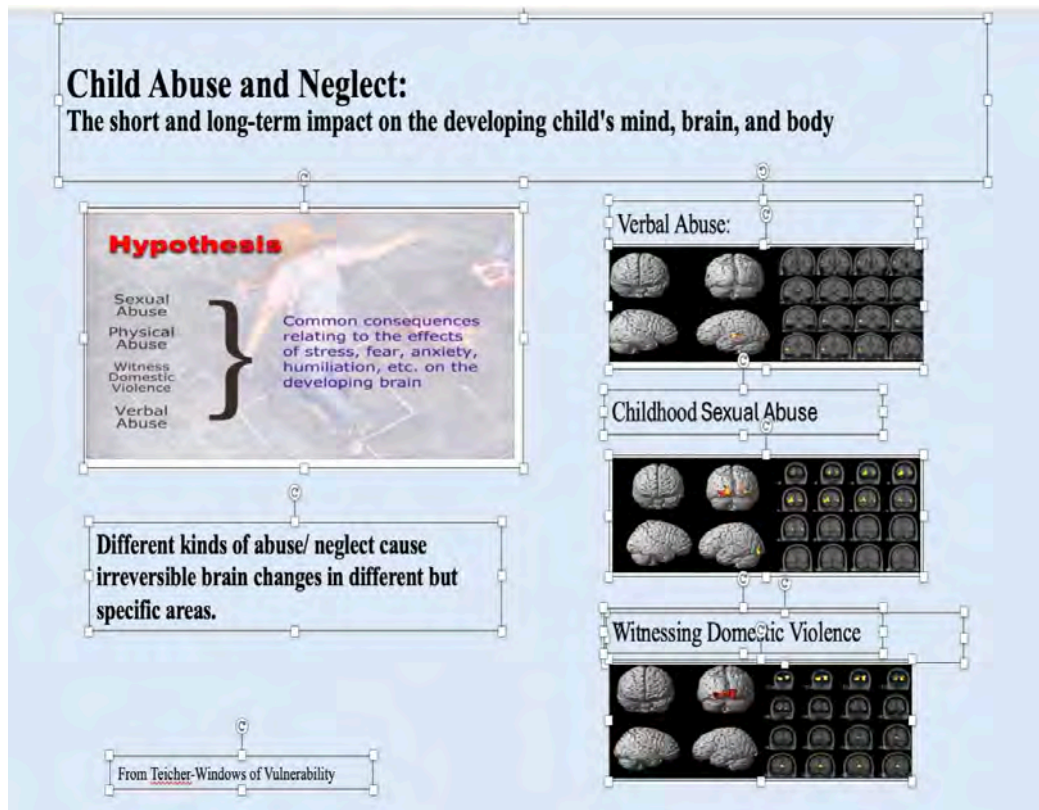 Child Abuse and Neglect:
The short and long-term impact on the developing child's mind, brain, and body
Hypothesis
Sexual
Abuse
Physical
Abuse
Witness
Domestic
Violence
Verbal
Abuse
}
Common consequences
relating to the effects
of stress, fear, anxiety,
humiliation, etc. on the
developing brain
Different kinds of abuse/ neglect cause
irreversible brain changes in different but
specific areas.
From Teicher-Windows of Vulnerability
Verbal Abuse:
Childhood Sexual Abuse
Witnessing Domestic Violence